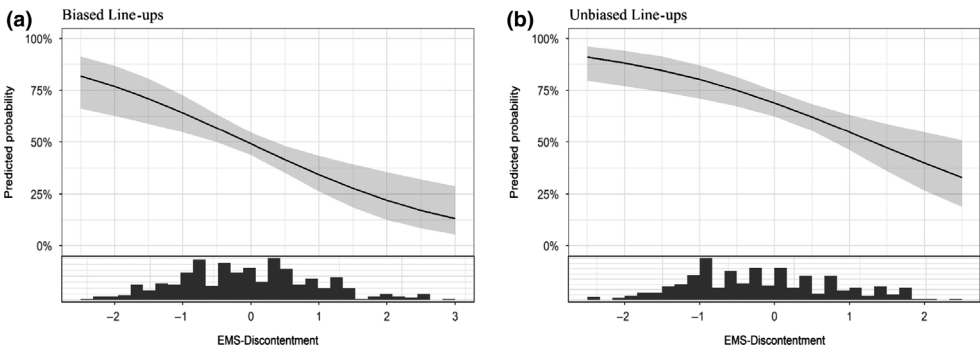 (a) Biased Line-ups
100%
75%
50%
25%
0%
Predicted probability
−2 −1 0 1 2 3
EMS-Discontentment
(b) Unbiased Line-ups
100%
75%
50%
25%
0%
Predicted probability
−2 −1 0 1 2
EMS-Discontentment